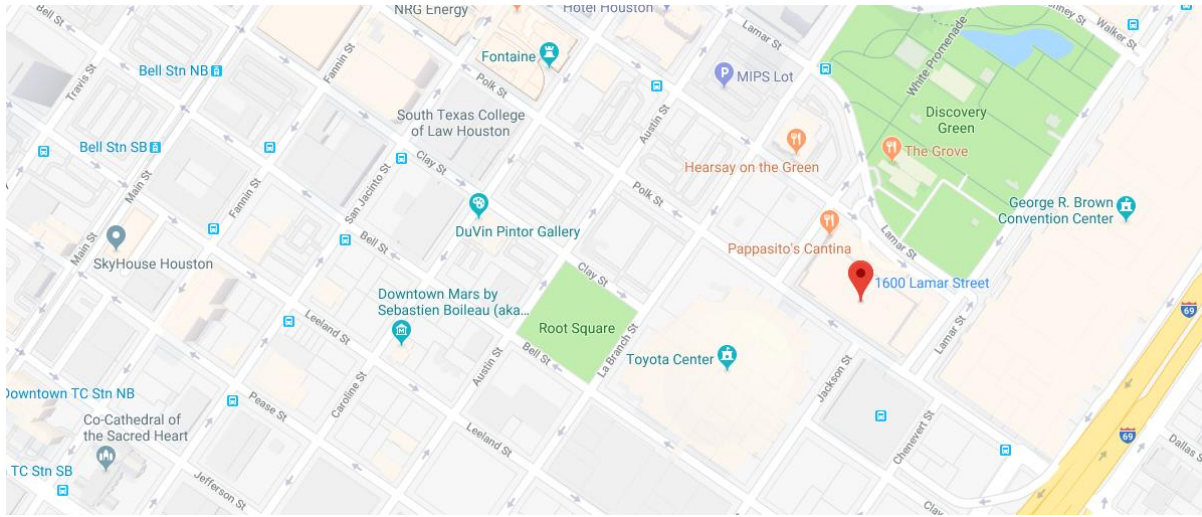 NRG Energy
Hotel Houston
Lamar St
Walker St
Travis St
Bell Stn NB
Fannin St
Fontaine
Polk St
MIPS Lot
White Promenade
Discovery
Green
South Texas College
of Law Houston
Austin St
Bell Stn SB
Clay St
Hearsay on the Green
The Grove
Main St
Fannin St
San Jacinto St
Polk St
George R. Brown
Convention Center
DuVin Pintor Gallery
Pappasito's Cantina
Lamar St
Main St
SkyHouse Houston
Bell St
Clay St
1600 Lamar Street
Downtown Mars by
Sebastien Boileau (aka...
Leeland St
Root Square
La Branch St
Toyota Center
Lamar St
69
Bell St
Austin St
Jackson St
Downtown TC Stn NB
Pease St
Caroline St
Co-Cathedral of
the Sacred Heart
Leeland St
Chenevert St
69
Dallas S
TC Stn SB
Jefferson St
Clay